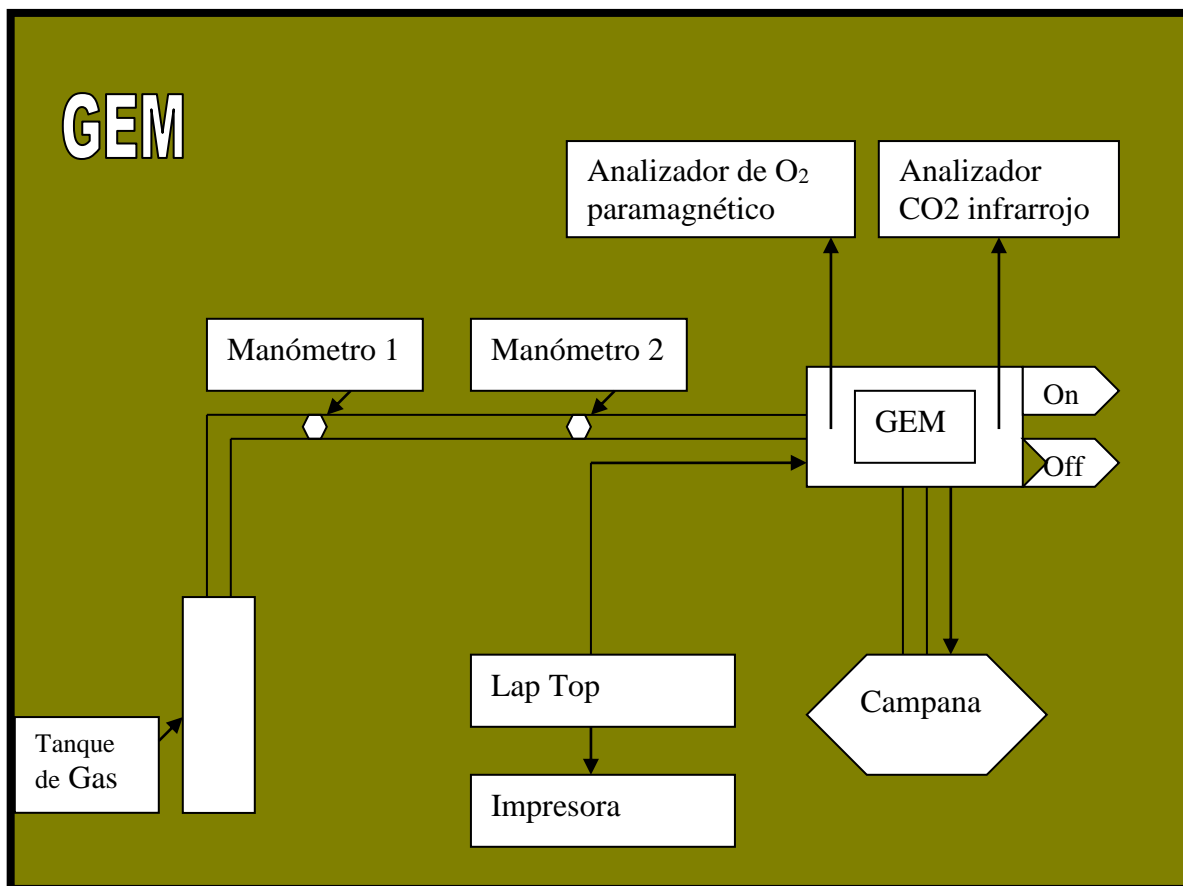 GEM
Analizador de O₂
paramagnético
Analizador
CO2 infrarrojo
Manómetro 1
Manómetro 2
GEM
On
Off
Lap Top
Campana
Tanque
de Gas
Impresora